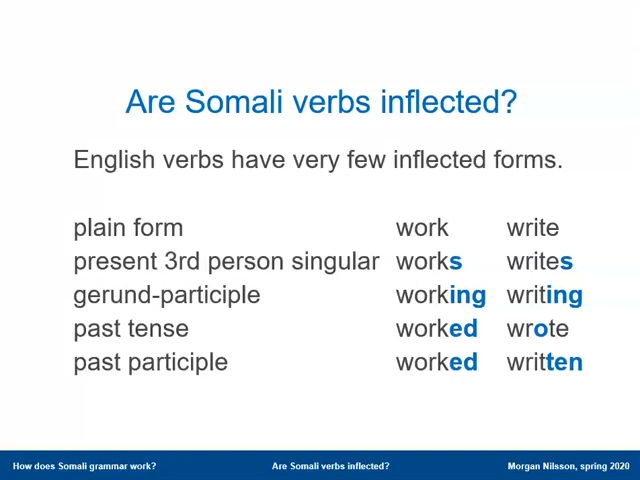 Are Somali verbs inflected?
English verbs have very few inflected forms.
plain form work write
present 3rd person singular works writes
gerund-participle working writing
past tense worked wrote
past participle worked written
How does Somali grammar work? Are Somali verbs inflected? Morgan Nilsson, spring 2020